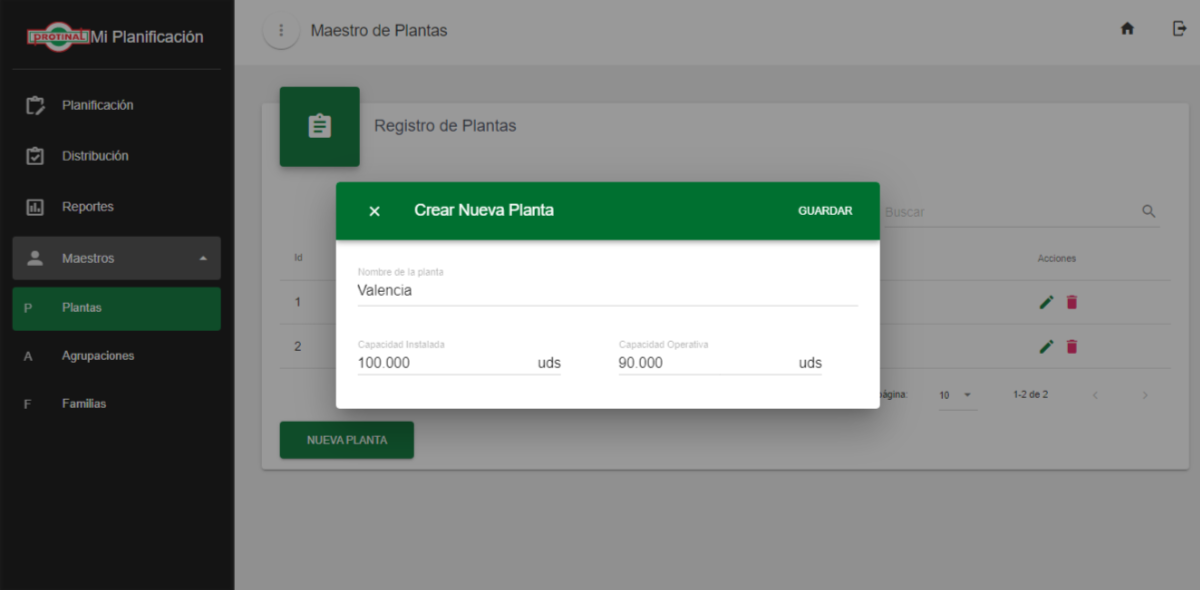 PROTINAL Mi Planificación
Planificación
Distribución
Reportes
Maestros
P Plantas
A Agrupaciones
F Familias
Maestro de Plantas
Registro de Plantas
Buscar
Id Acciones
1
2
página: 10 1-2 de 2
NUEVA PLANTA
Crear Nueva Planta GUARDAR
Nombre de la planta
Valencia
Capacidad Instalada Capacidad Operativa
100.000 uds 90.000 uds